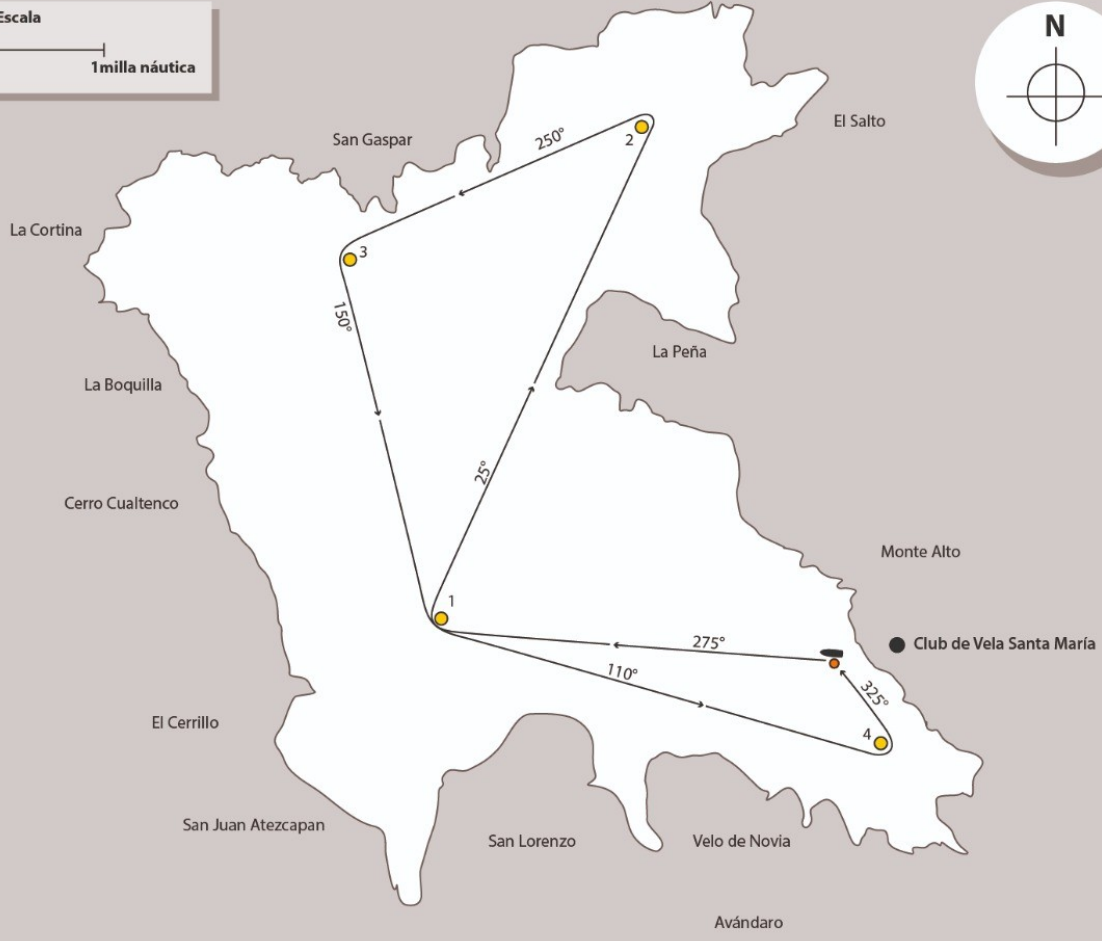 Escala
1milla náutica
N
El Salto
San Gaspar
250°
2
La Cortina
3
150°
La Peña
La Boquilla
25°
Cerro Cualtenco
Monte Alto
1
Club de Vela Santa María
275°
110°
325°
El Cerrillo
4
San Juan Atezcapan
San Lorenzo
Velo de Novia
Avándaro